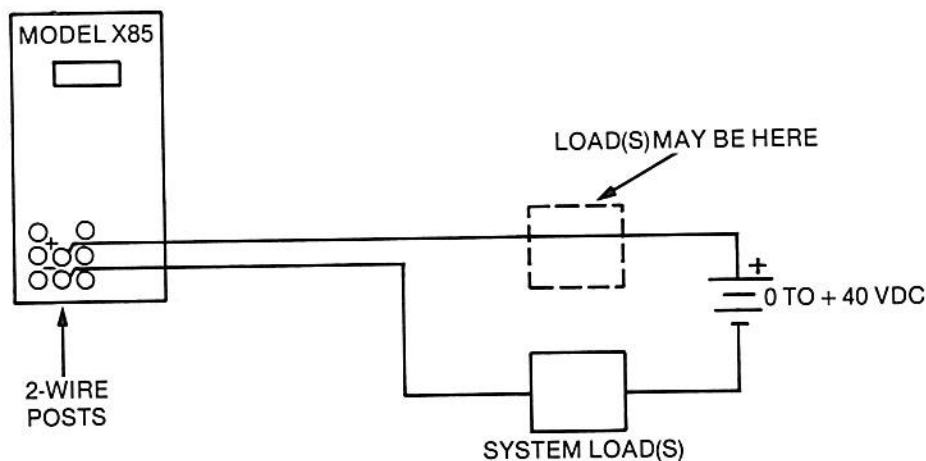 MODEL X85
LOAD(S) MAY BE HERE
+
−
+
0 TO + 40 VDC
2-WIRE
POSTS
SYSTEM LOAD(S)